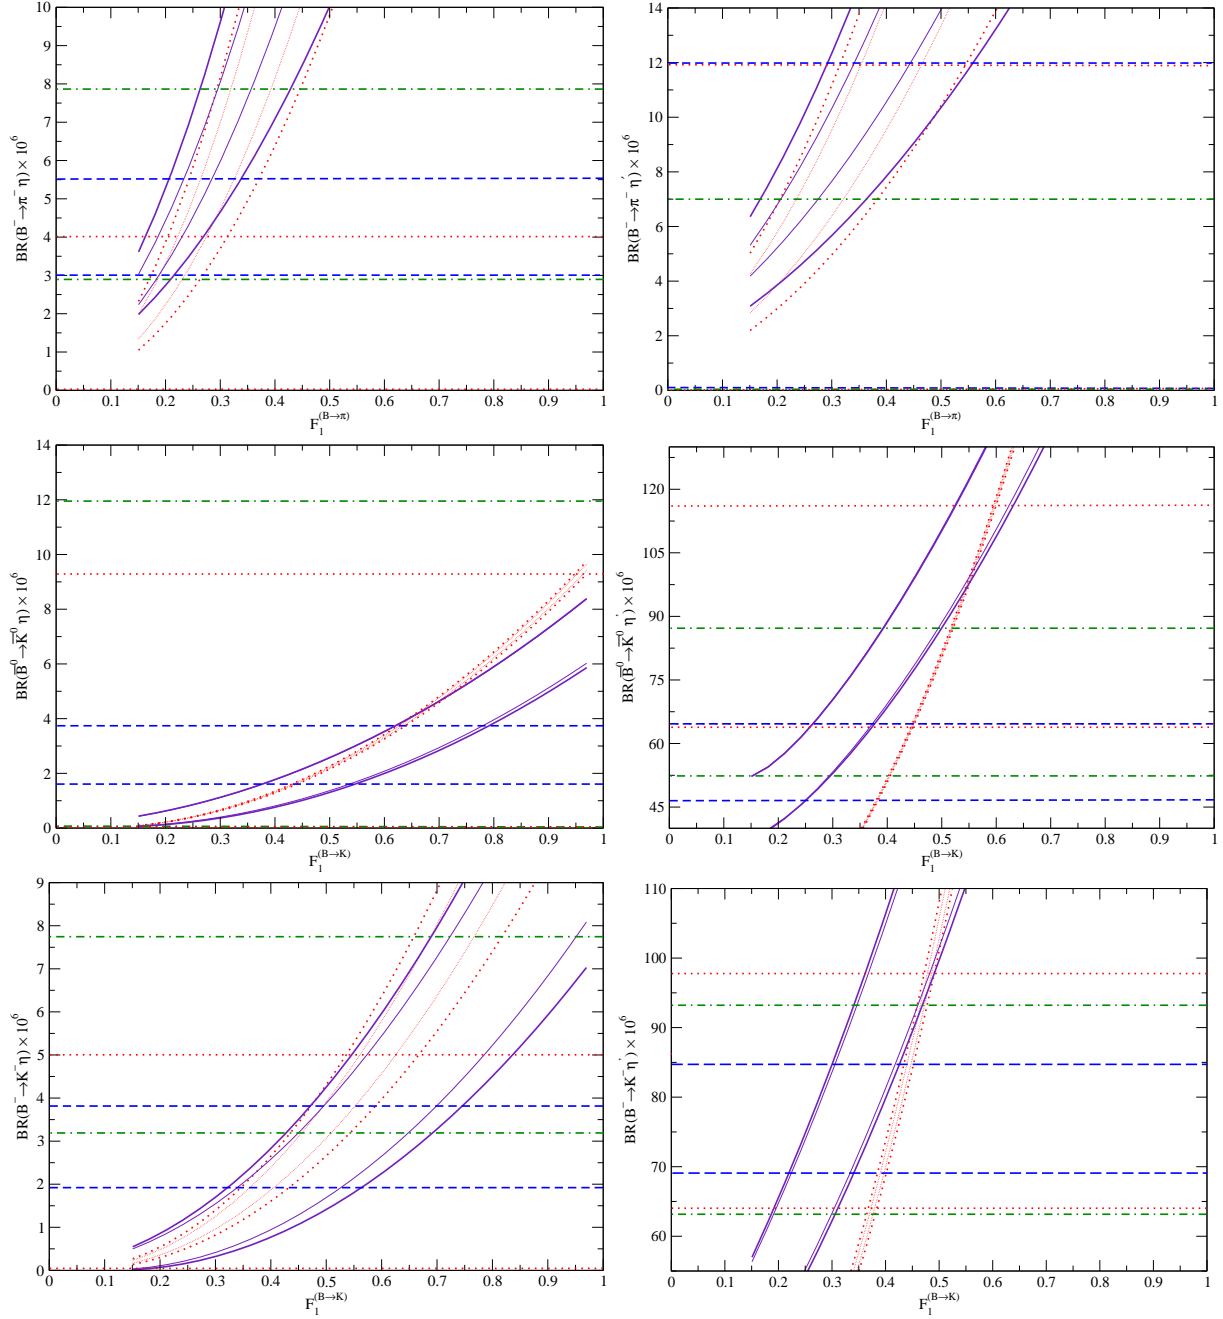 10
9
8
7
6
5
4
3
2
1
0
BR(B⁻→π⁻ η)×10⁶
0 0.1 0.2 0.3 0.4 0.5 0.6 0.7 0.8 0.9 1
F₁^(B→π)
14
12
10
8
6
4
2
0
BR(B⁻→π⁻ η′)×10⁶
0 0.1 0.2 0.3 0.4 0.5 0.6 0.7 0.8 0.9 1
F₁^(B→π)
14
12
10
8
6
4
2
0
BR(B̅⁰→K̅⁰ η)×10⁶
0 0.1 0.2 0.3 0.4 0.5 0.6 0.7 0.8 0.9 1
F₁^(B→K)
120
105
90
75
60
45
BR(B̅⁰→K̅⁰ η′)×10⁶
0 0.1 0.2 0.3 0.4 0.5 0.6 0.7 0.8 0.9 1
F₁^(B→K)
9
8
7
6
5
4
3
2
1
0
BR(B⁻→K⁻ η)×10⁶
0 0.1 0.2 0.3 0.4 0.5 0.6 0.7 0.8 0.9 1
F₁^(B→K)
110
100
90
80
70
60
BR(B⁻→K⁻η′)×10⁶
0 0.1 0.2 0.3 0.4 0.5 0.6 0.7 0.8 0.9 1
F₁^(B→K)